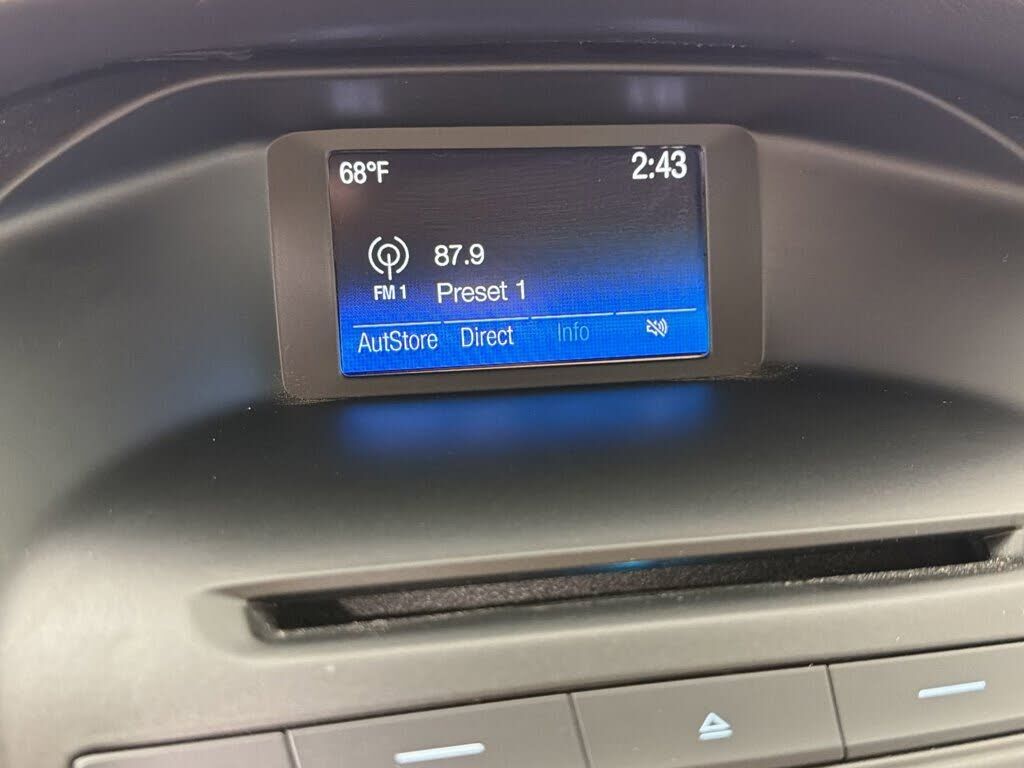 68°F 2:43
87.9
FM 1 Preset 1
AutStore Direct Info